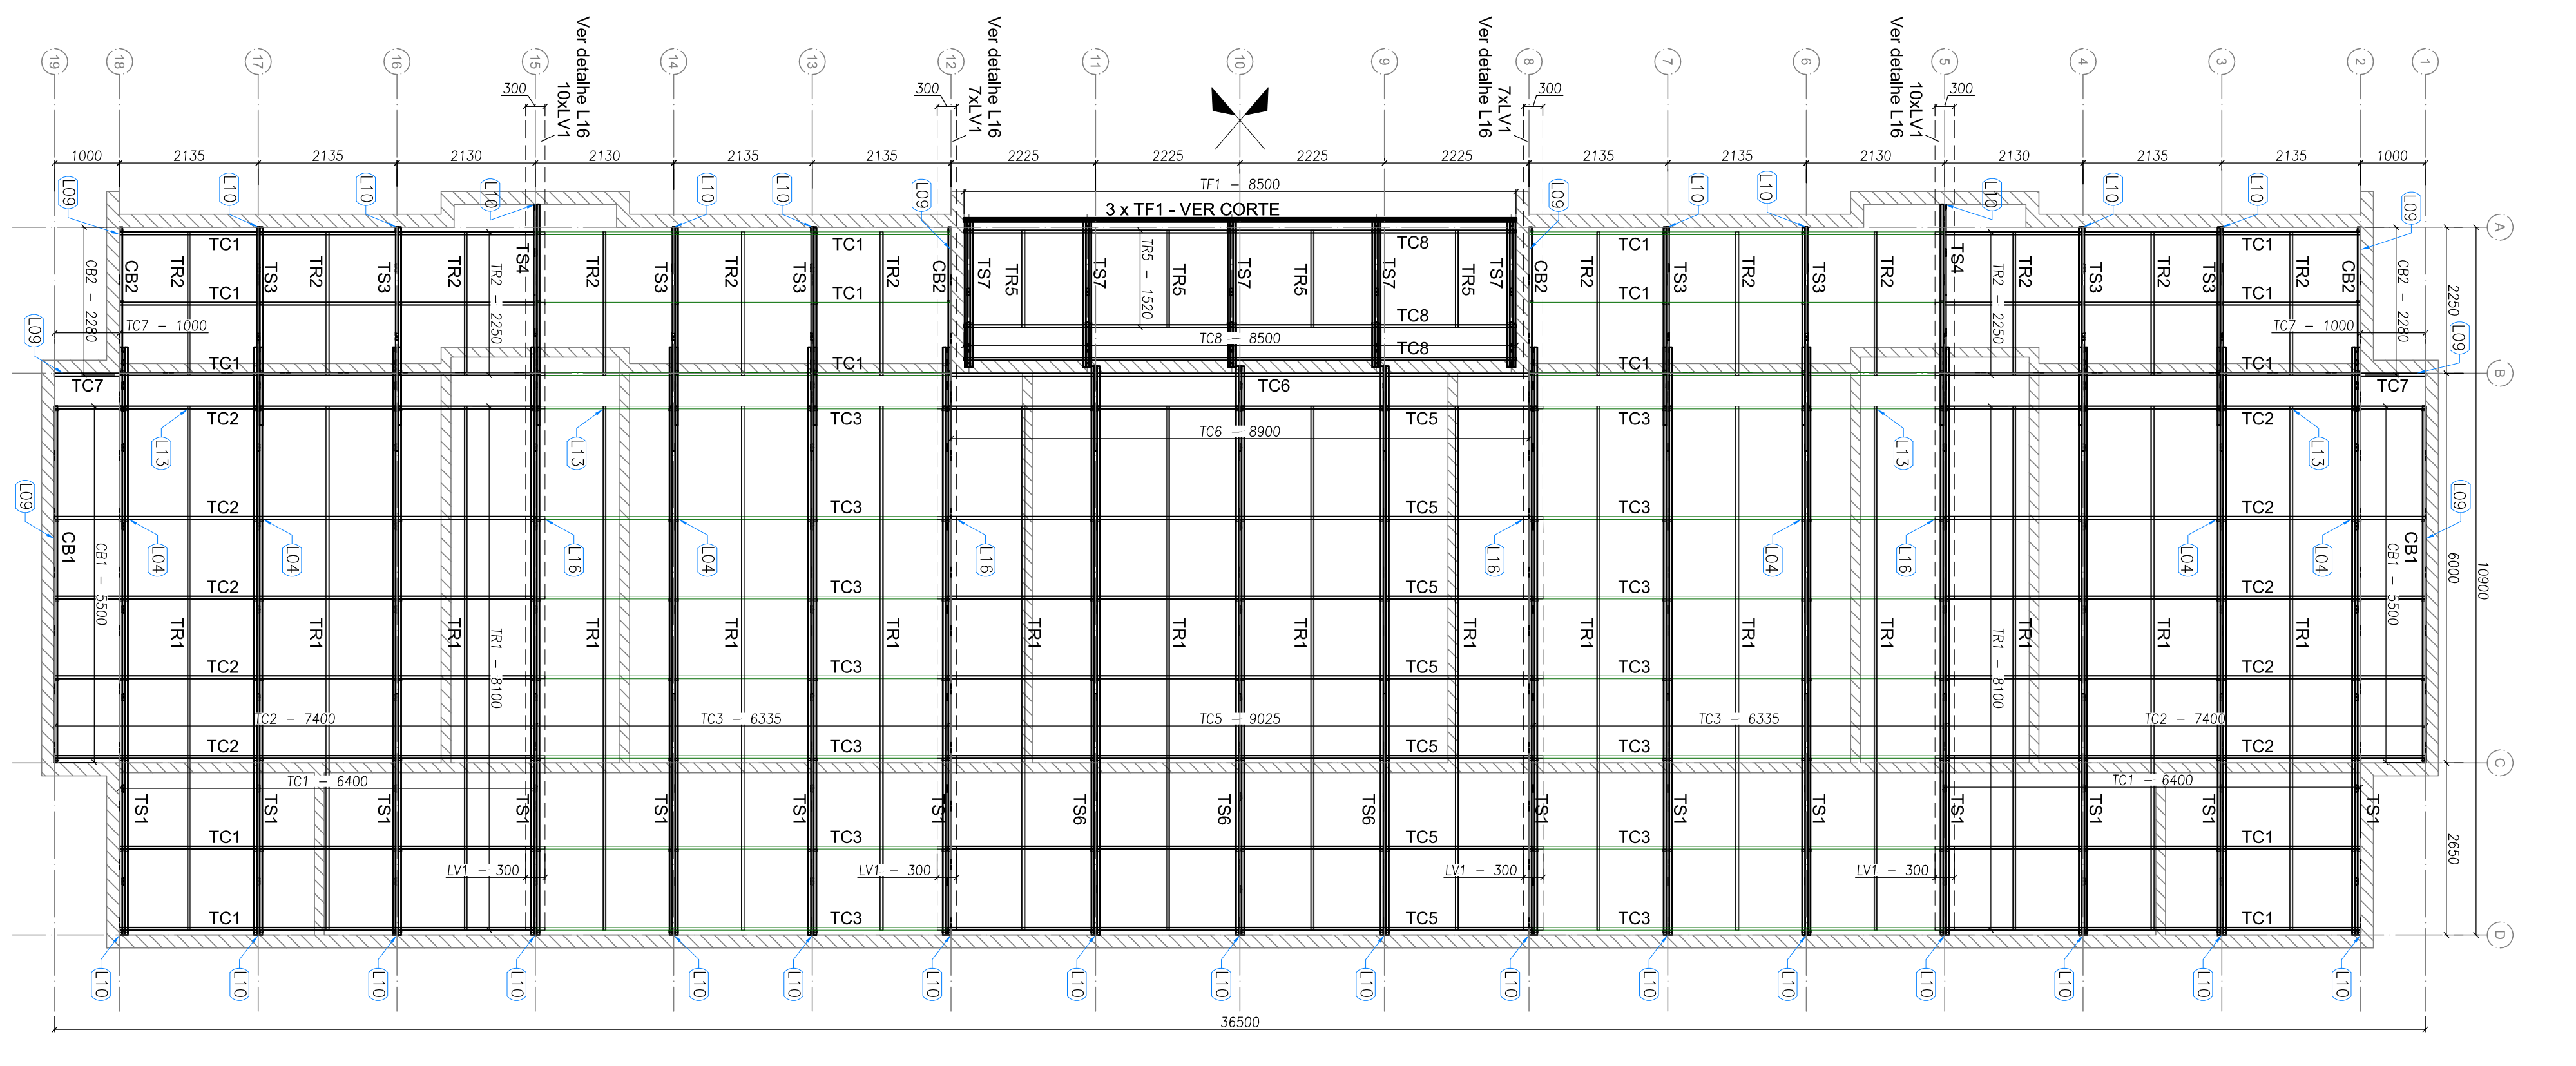 Ver detalhe L16
10xLV1
Ver detalhe L16
7xLV1
Ver detalhe L16
7xLV1
Ver detalhe L16
10xLV1
19 18 17 16 15 14 13 12 11 10 9 8 7 6 5 4 3 2 1
300 300 300 300
1000 2135 2135 2130 2130 2135 2135 2225 2225 2225 2225 2135 2135 2130 2130 2135 2135 1000
L09 L10 L10 L10 L10 L10 L09 TF1 - 8500 L09 L10 L10 L10 L10 L10 L09
3 x TF1 - VER CORTE
A
TC1 TC1 TC8 TC1 TC1
CB2 TR2 TS3 TR2 TS3 TR2 TS4 TR2 TS3 TR2 TS3 TR2 CB2 TS7 TR5 TS7 TR5 TS7 TR5 TS7 TR5 TS7 CB2 TR2 TS3 TR2 TS3 TR2 TS4 TR2 TS3 TR2 TS3 TR2 CB2
CB2 - 2280 TR2 - 2250 TR5 - 1520 TR2 - 2250 CB2 - 2280 2250
TC1 TC1 TC1 TC1
TC7 - 1000 TC8 TC7 - 1000
L09 TC8 - 8500 L09
TC1 TC1 TC8 TC1 TC1
B
TC7 TC6 TC7
TC2 TC3 TC5 TC3 TC2
TC6 - 8900
L13 L13 L13 L13
L09 L09
TC2 TC3 TC5 TC3 TC2
CB1 CB1 - 5500 L04 L04 L16 L04 L16 L16 L04 L16 L04 L04 CB1 - 5500 CB1 6000 10900
TC2 TC3 TC5 TC3 TC2
TR1 TR1 TR1 TR1 - 8100 TR1 TR1 TR1 TR1 TR1 TR1 TR1 TR1 TR1 TR1 TR1 - 8100 TR1 TR1 TR1
TC2 TC3 TC5 TC3 TC2
TC2 - 7400 TC3 - 6335 TC5 - 9025 TC3 - 6335 TC2 - 7400
TC2 TC3 TC5 TC3 TC2
C
TC1 - 6400 TC1 - 6400
TS1 TS1 TS1 TS1 TS1 TS1 TS1 TS6 TS6 TS6 TS1 TS1 TS1 TS1 TS1 TS1 TS1
TC1 TC3 TC5 TC3 TC1
2650
LV1 - 300 LV1 - 300 LV1 - 300 LV1 - 300
TC1 TC3 TC5 TC3 TC1
D
L10 L10 L10 L10 L10 L10 L10 L10 L10 L10 L10 L10 L10 L10 L10 L10 L10
36500